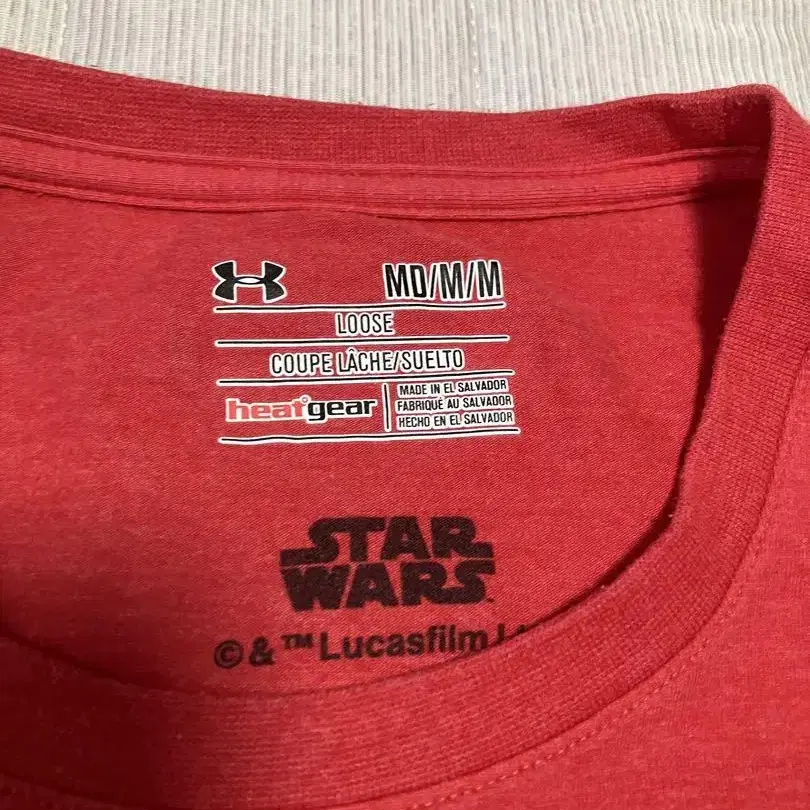 MD/M/M
LOOSE
COUPE LÂCHE/SUELTO
heatgear
MADE IN EL SALVADOR
FABRIQUÉ AU SALVADOR
HECHO EN EL SALVADOR
STAR
WARS
© & ™ Lucasfilm